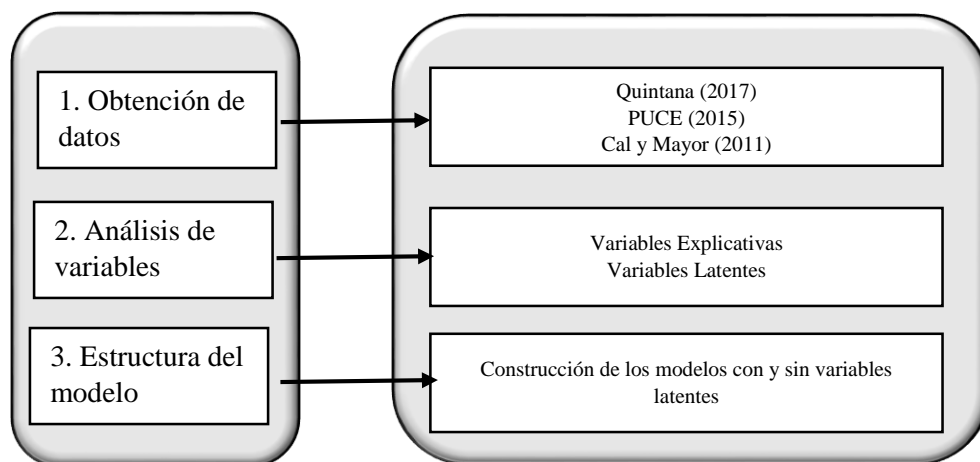 1. Obtención de
datos
Quintana (2017)
PUCE (2015)
Cal y Mayor (2011)
2. Análisis de
variables
Variables Explicativas
Variables Latentes
3. Estructura del
modelo
Construcción de los modelos con y sin variables
latentes